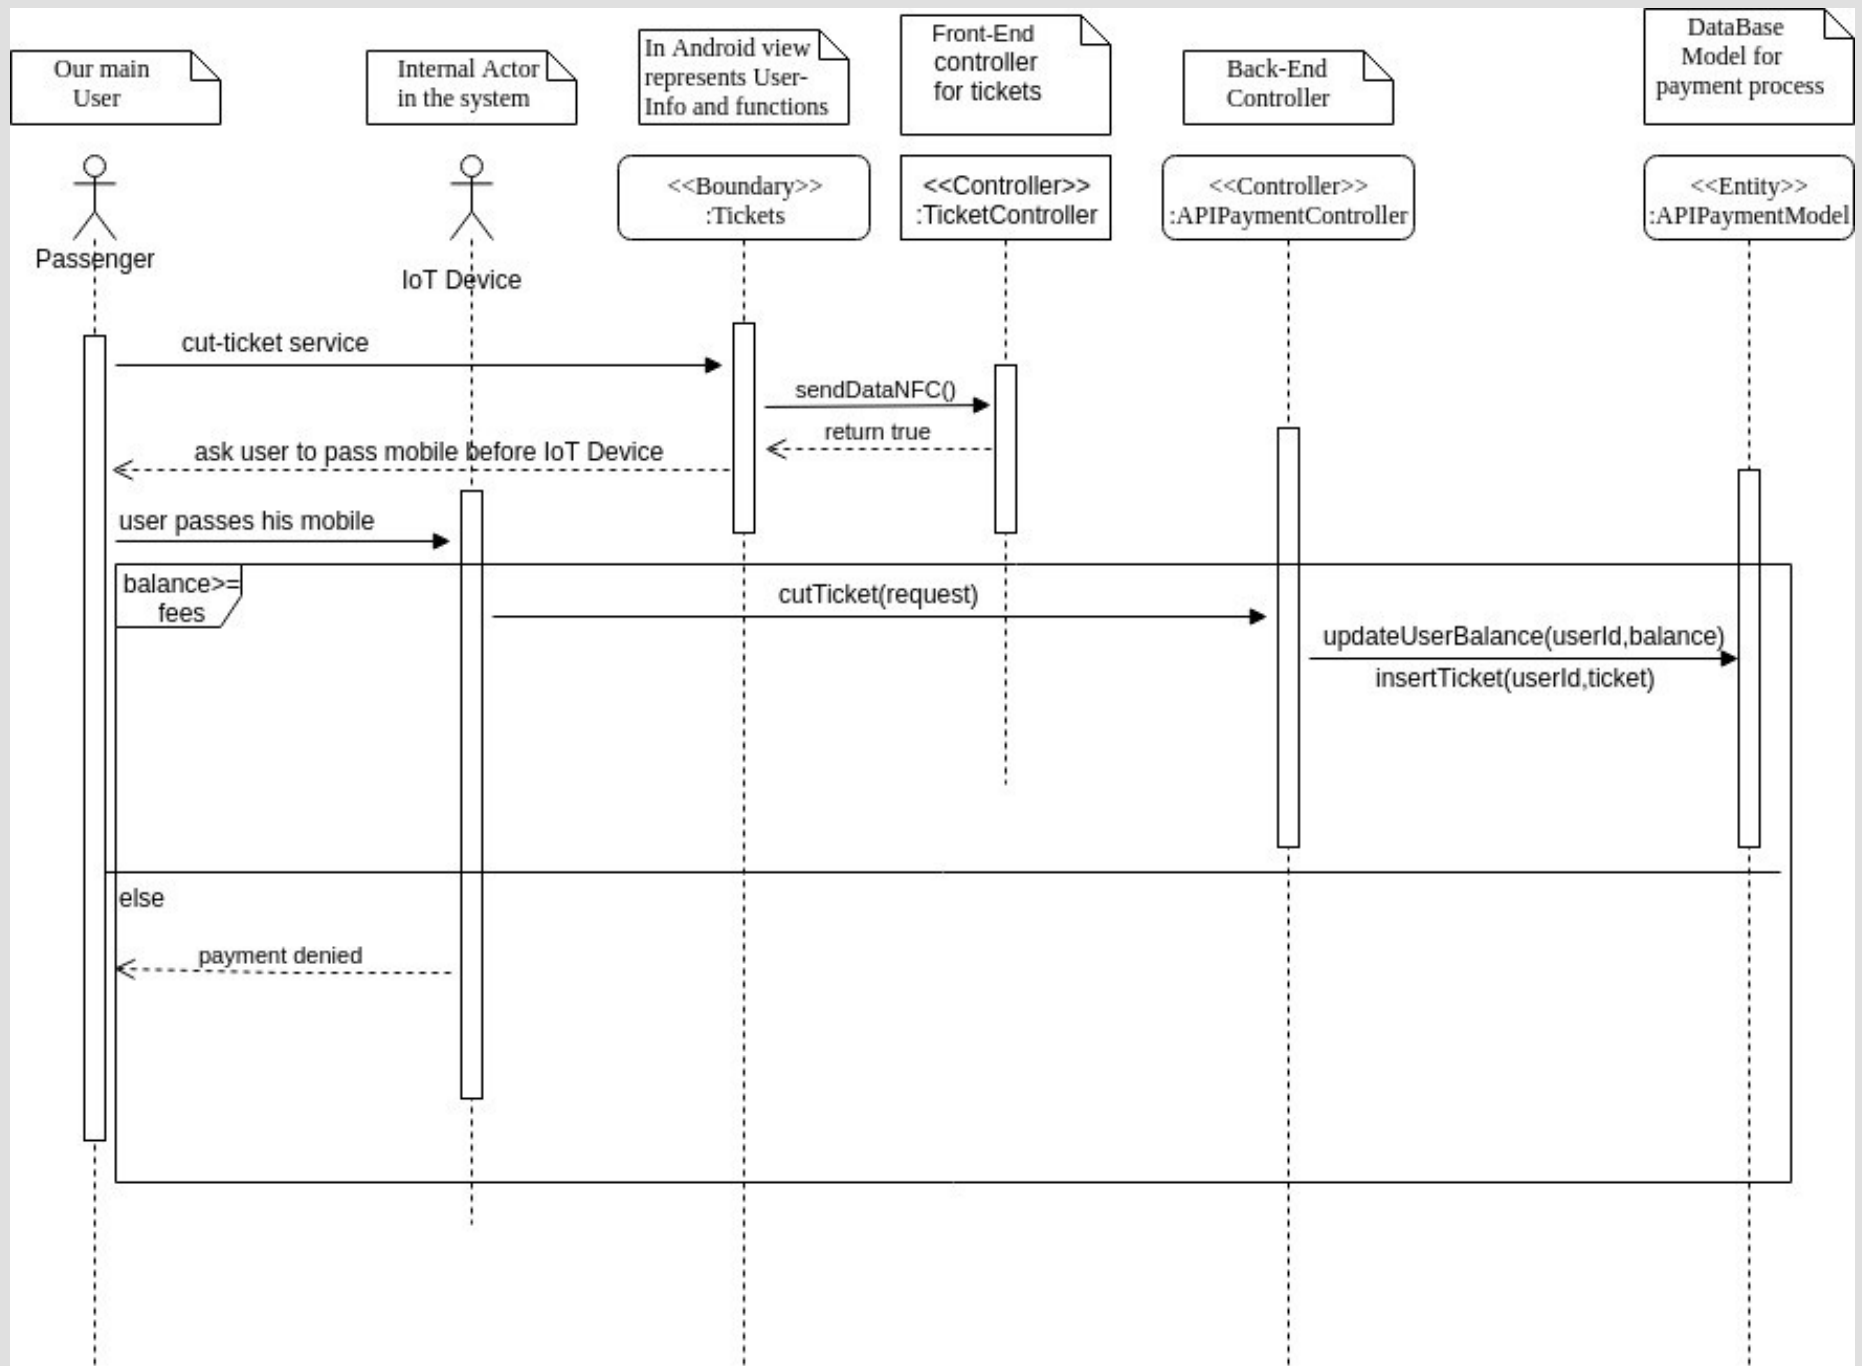 Our main
User
Internal Actor
in the system
In Android view
represents User-
Info and functions
Front-End
controller
for tickets
Back-End
Controller
DataBase
Model for
payment process
Passenger
IoT Device
<<Boundary>>
:Tickets
<<Controller>>
:TicketController
<<Controller>>
:APIPaymentController
<<Entity>>
:APIPaymentModel
cut-ticket service
sendDataNFC()
return true
ask user to pass mobile before IoT Device
user passes his mobile
balance>=
fees
cutTicket(request)
updateUserBalance(userId,balance)
insertTicket(userId,ticket)
else
payment denied